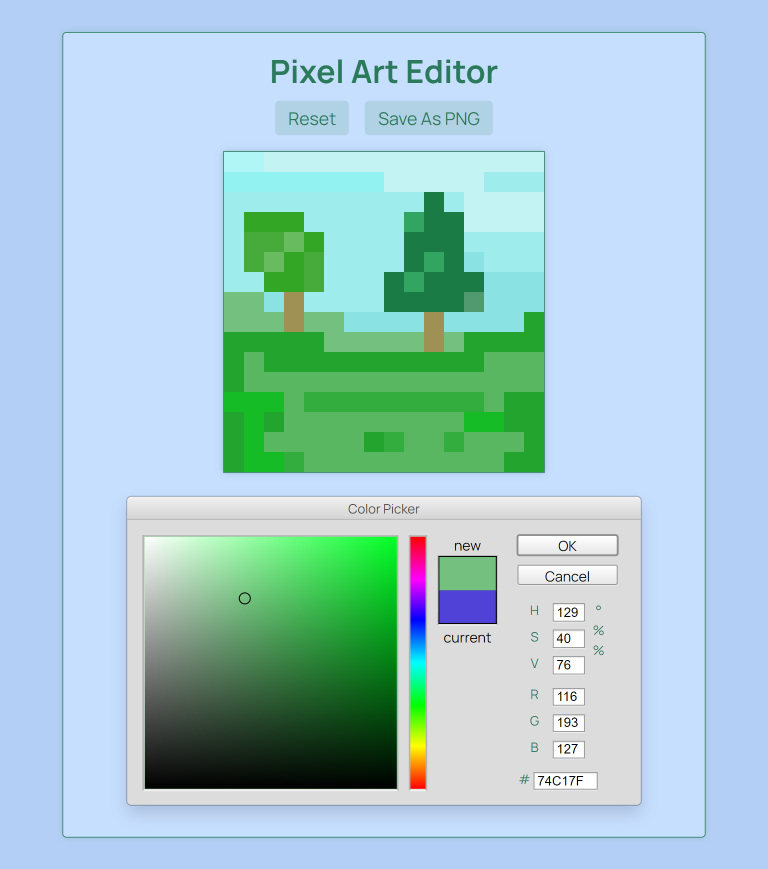 Pixel Art Editor
Reset Save As PNG
Color Picker
new
current
OK
Cancel
H 129 °
S 40 %
V 76 %
R 116
G 193
B 127
# 74C17F